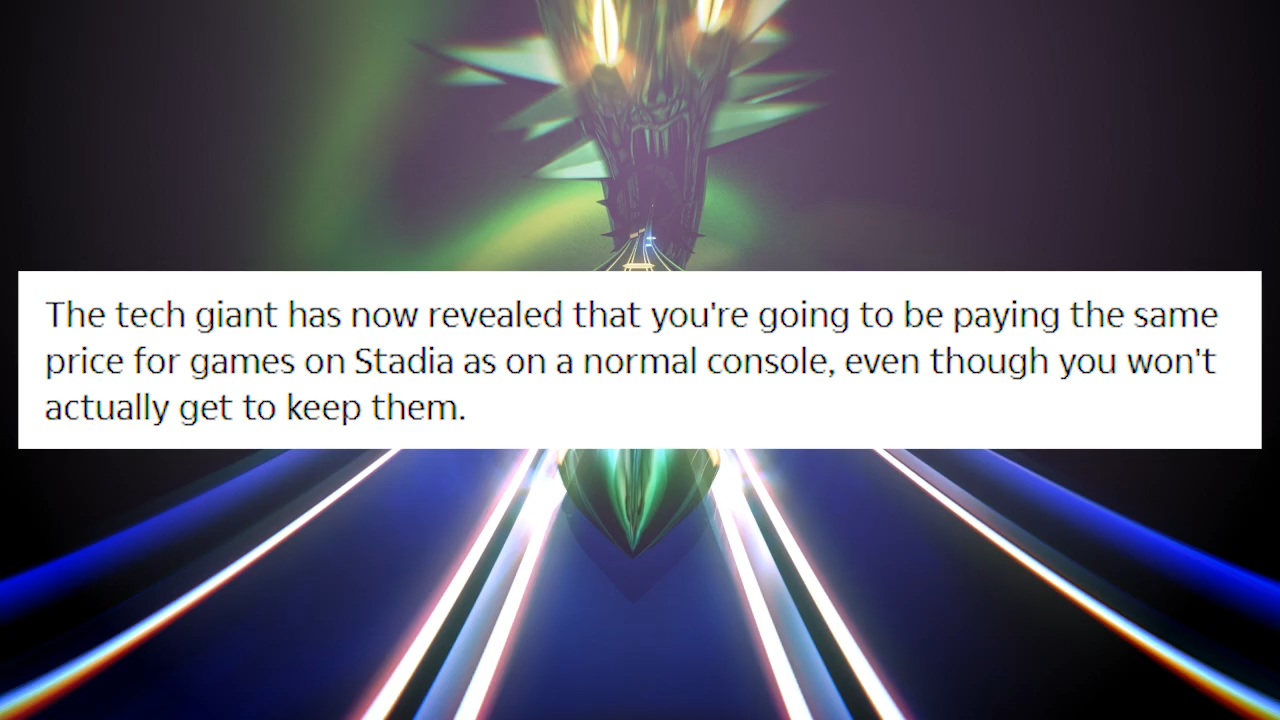 The tech giant has now revealed that you're going to be paying the same
price for games on Stadia as on a normal console, even though you won't
actually get to keep them.